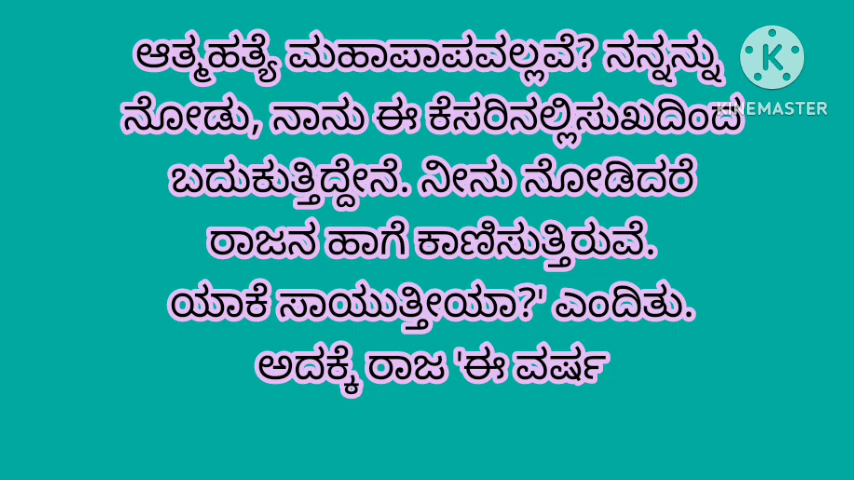 ಆತ್ಮಹತ್ಯೆ ಮಹಾಪಾಪವಲ್ಲವೆ? ನನ್ನನ್ನು
ನೋಡು, ನಾನು ಈ ಕೆಸರಿನಲ್ಲಿಸುಖದಿಂದ
ಬದುಕುತ್ತಿದ್ದೇನೆ. ನೀನು ನೋಡಿದರೆ
ರಾಜನ ಹಾಗೆ ಕಾಣಿಸುತ್ತಿರುವೆ.
ಯಾಕೆ ಸಾಯುತ್ತೀಯಾ?' ಎಂದಿತು.
ಅದಕ್ಕೆ ರಾಜ 'ಈ ವರ್ಷ
K
KINEMASTER